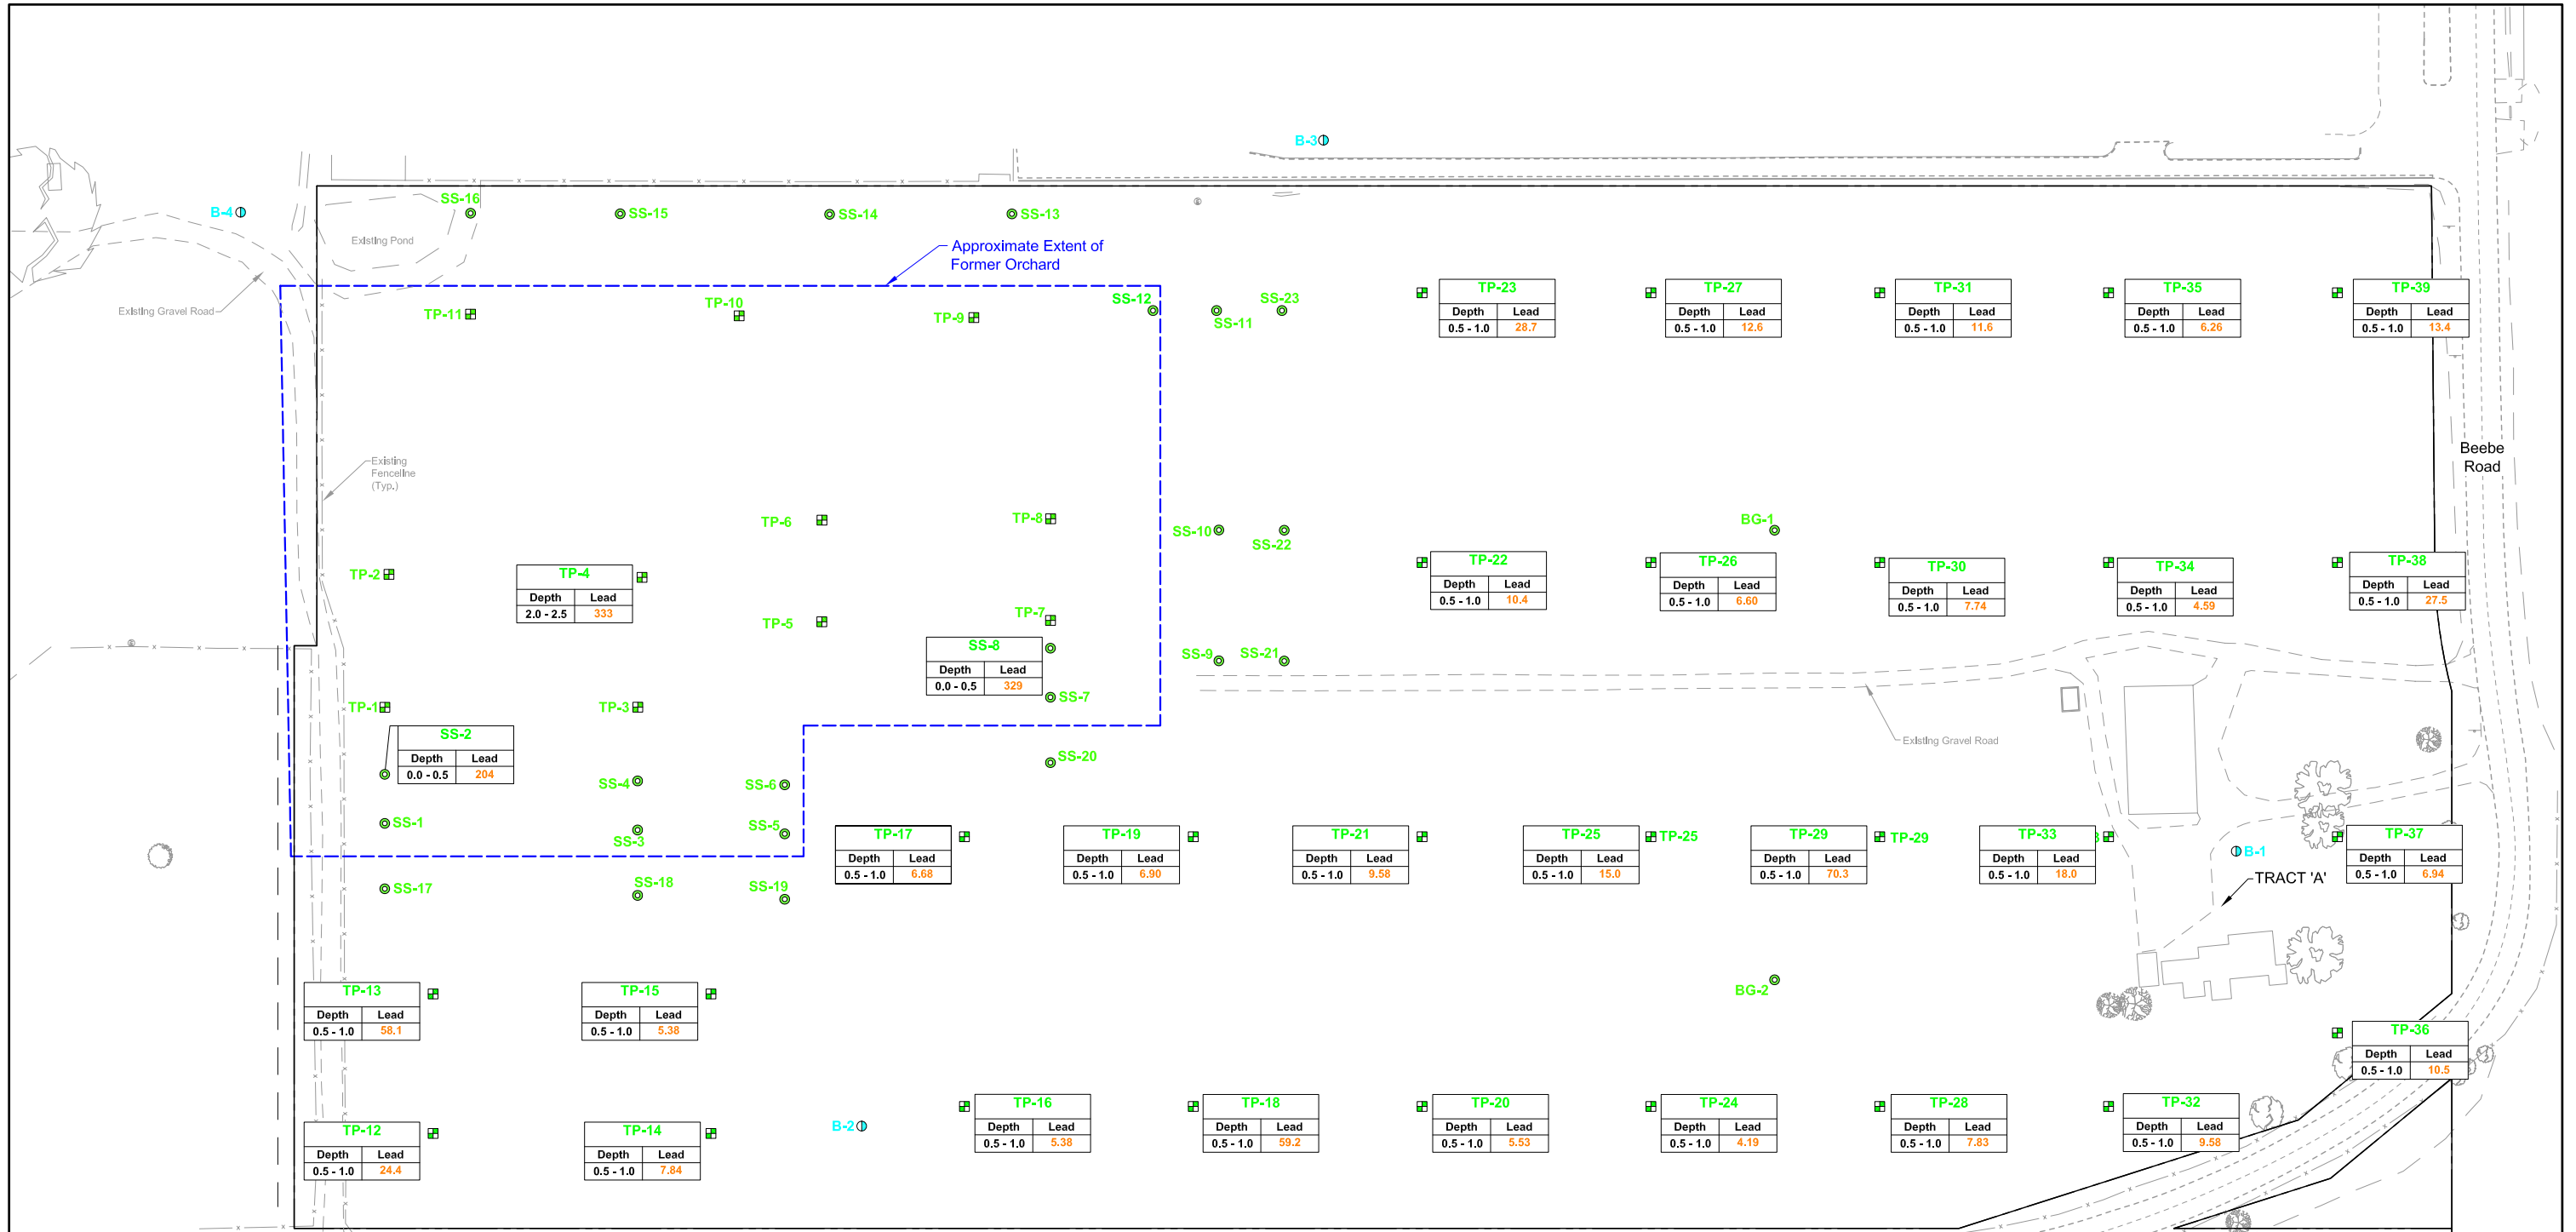 B-3
B-4
SS-16
SS-15
SS-14
SS-13
Existing Pond
Approximate Extent of
Former Orchard
Existing Gravel Road
TP-11
TP-10
TP-9
SS-12
SS-11
SS-23
TP-23
Depth Lead
0.5 - 1.0 28.7
TP-27
Depth Lead
0.5 - 1.0 12.6
TP-31
Depth Lead
0.5 - 1.0 11.6
TP-35
Depth Lead
0.5 - 1.0 6.26
TP-39
Depth Lead
0.5 - 1.0 13.4
Existing
Fenceline
(Typ.)
Beebe
Road
TP-6
TP-8
SS-10
SS-22
BG-1
TP-2
TP-4
Depth Lead
2.0 - 2.5 333
TP-22
Depth Lead
0.5 - 1.0 10.4
TP-26
Depth Lead
0.5 - 1.0 6.60
TP-30
Depth Lead
0.5 - 1.0 7.74
TP-34
Depth Lead
0.5 - 1.0 4.59
TP-38
Depth Lead
0.5 - 1.0 27.5
TP-5
TP-7
SS-8
Depth Lead
0.0 - 0.5 329
SS-9
SS-21
SS-7
TP-1
TP-3
SS-2
Depth Lead
0.0 - 0.5 204
Existing Gravel Road
SS-20
SS-4
SS-6
SS-1
SS-3
SS-5
TP-17
Depth Lead
0.5 - 1.0 6.68
TP-19
Depth Lead
0.5 - 1.0 6.90
TP-21
Depth Lead
0.5 - 1.0 9.58
TP-25
Depth Lead
0.5 - 1.0 15.0
TP-25
TP-29
Depth Lead
0.5 - 1.0 70.3
TP-29
TP-33
Depth Lead
0.5 - 1.0 18.0
B-1
TP-37
Depth Lead
0.5 - 1.0 6.94
TRACT 'A'
SS-17
SS-18
SS-19
TP-13
Depth Lead
0.5 - 1.0 58.1
TP-15
Depth Lead
0.5 - 1.0 5.38
BG-2
TP-36
Depth Lead
0.5 - 1.0 10.5
TP-12
Depth Lead
0.5 - 1.0 24.4
TP-14
Depth Lead
0.5 - 1.0 7.84
B-2
TP-16
Depth Lead
0.5 - 1.0 5.38
TP-18
Depth Lead
0.5 - 1.0 59.2
TP-20
Depth Lead
0.5 - 1.0 5.53
TP-24
Depth Lead
0.5 - 1.0 4.19
TP-28
Depth Lead
0.5 - 1.0 7.83
TP-32
Depth Lead
0.5 - 1.0 9.58